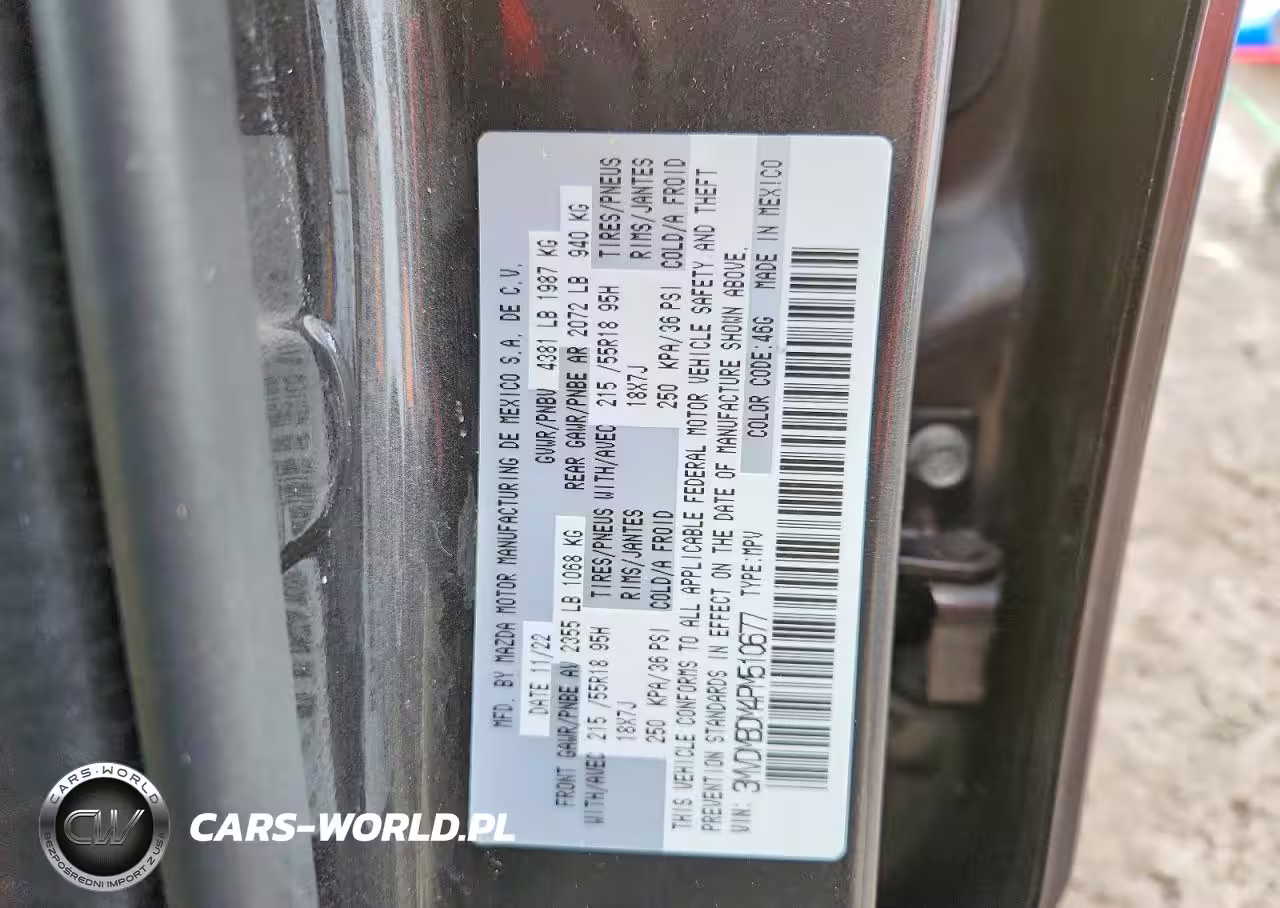 MFD. BY MAZDA MOTOR MANUFACTURING DE MEXICO S.A. DE C.V.
DATE 11/22 GVWR/PNBV 4381 LB 1987 KG
FRONT GAWR/PNBE AV 2355 LB 1068 KG REAR GAWR/PNBE AR 2072 LB 940 KG
WITH/AVEC 215 /55R18 95H TIRES/PNEUS WITH/AVEC 215 /55R18 95H TIRES/PNEUS
18X7J RIMS/JANTES 18X7J RIMS/JANTES
250 KPA/36 PSI COLD/A FROID 250 KPA/36 PSI COLD/A FROID
THIS VEHICLE CONFORMS TO ALL APPLICABLE FEDERAL MOTOR VEHICLE SAFETY AND THEFT
PREVENTION STANDARDS IN EFFECT ON THE DATE OF MANUFACTURE SHOWN ABOVE.
VIN: 3MVDMBDY4PM510677 TYPE:MPV COLOR CODE:46G MADE IN MEXICO
CARS-WORLD
CW
BEZPOŚREDNI IMPORT Z USA
CARS-WORLD.PL